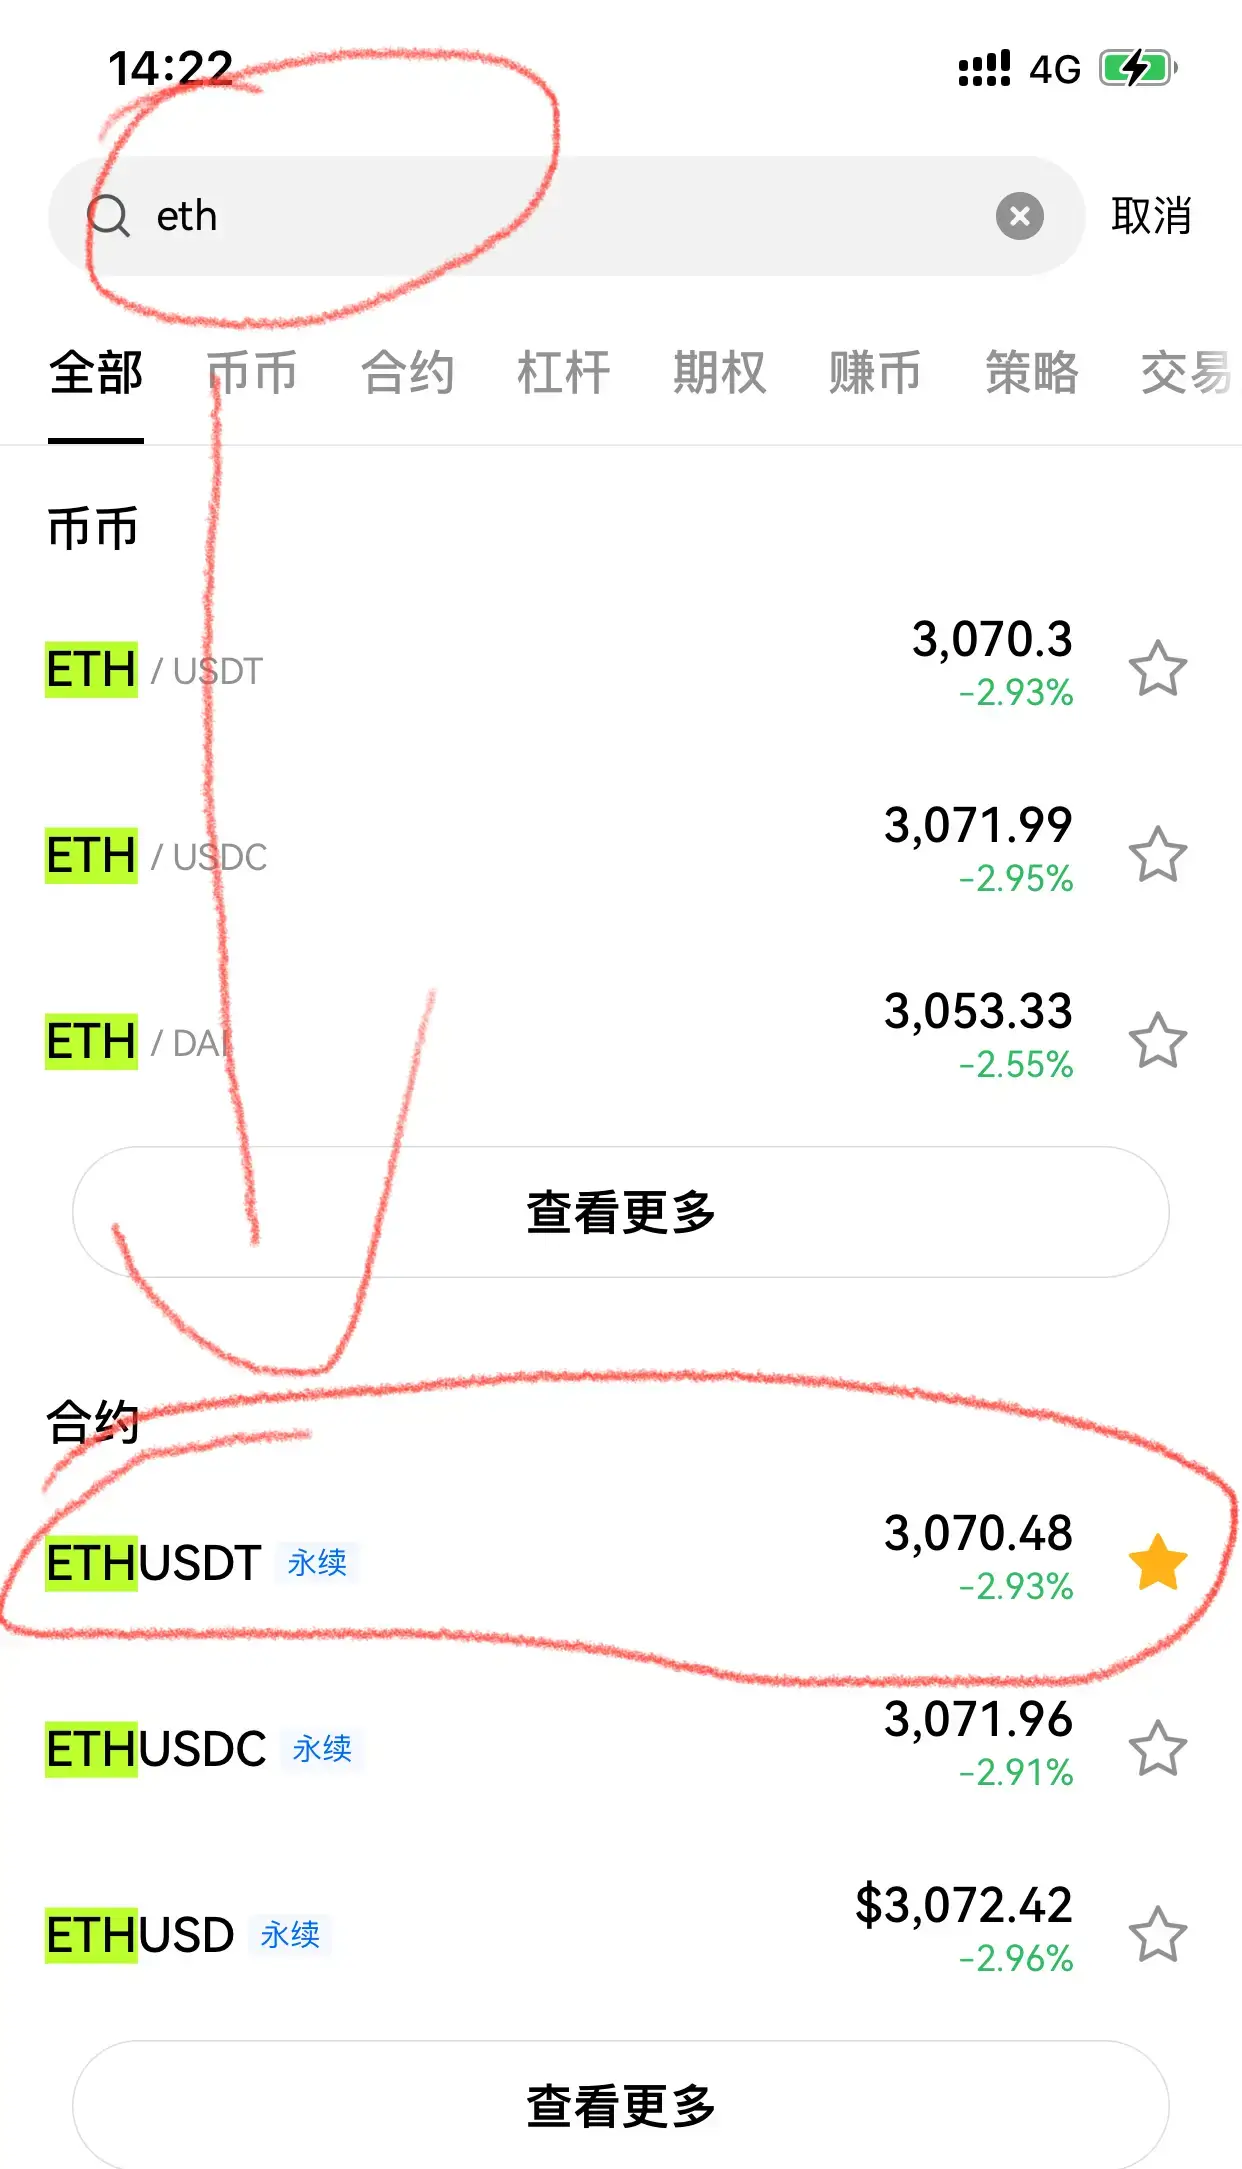 14:22 4G
eth 取消
全部 币币 合约 杠杆 期权 赚币 策略 交易
币币
ETH / USDT 3,070.3
-2.93%
ETH / USDC 3,071.99
-2.95%
ETH / DAI 3,053.33
-2.55%
查看更多
合约
ETHUSDT 永续 3,070.48
-2.93%
ETHUSDC 永续 3,071.96
-2.91%
ETHUSD 永续 $3,072.42
-2.96%
查看更多